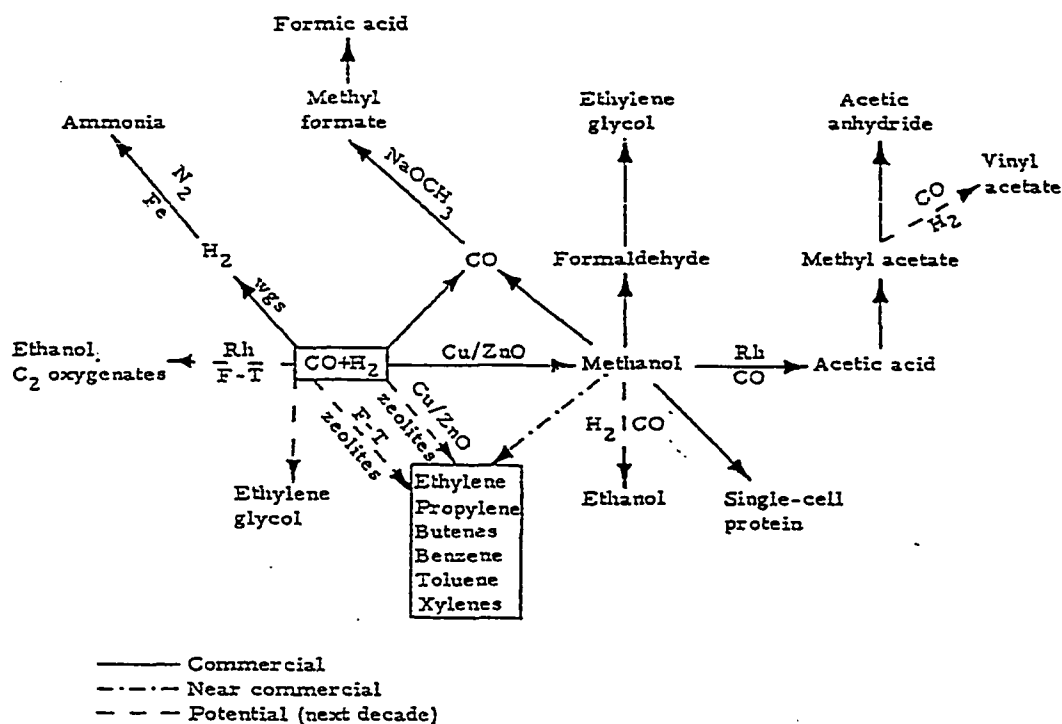 Formic acid
Methyl
formate
Ammonia
Ethylene
glycol
Acetic
anhydride
Vinyl
acetate
N2
Fe
NaOCH3
CO
H2
H2
CO
Formaldehyde
Methyl acetate
wgs
Ethanol.
C2 oxygenates
Rh
F-T
CO+H2
Cu/ZnO
Methanol
Rh
CO
Acetic acid
Cu/ZnO
zeolites
F-T
zeolites
H2 CO
Ethylene
glycol
Ethylene
Propylene
Butenes
Benzene
Toluene
Xylenes
Ethanol
Single-cell
protein
Commercial
Near commercial
Potential (next decade)